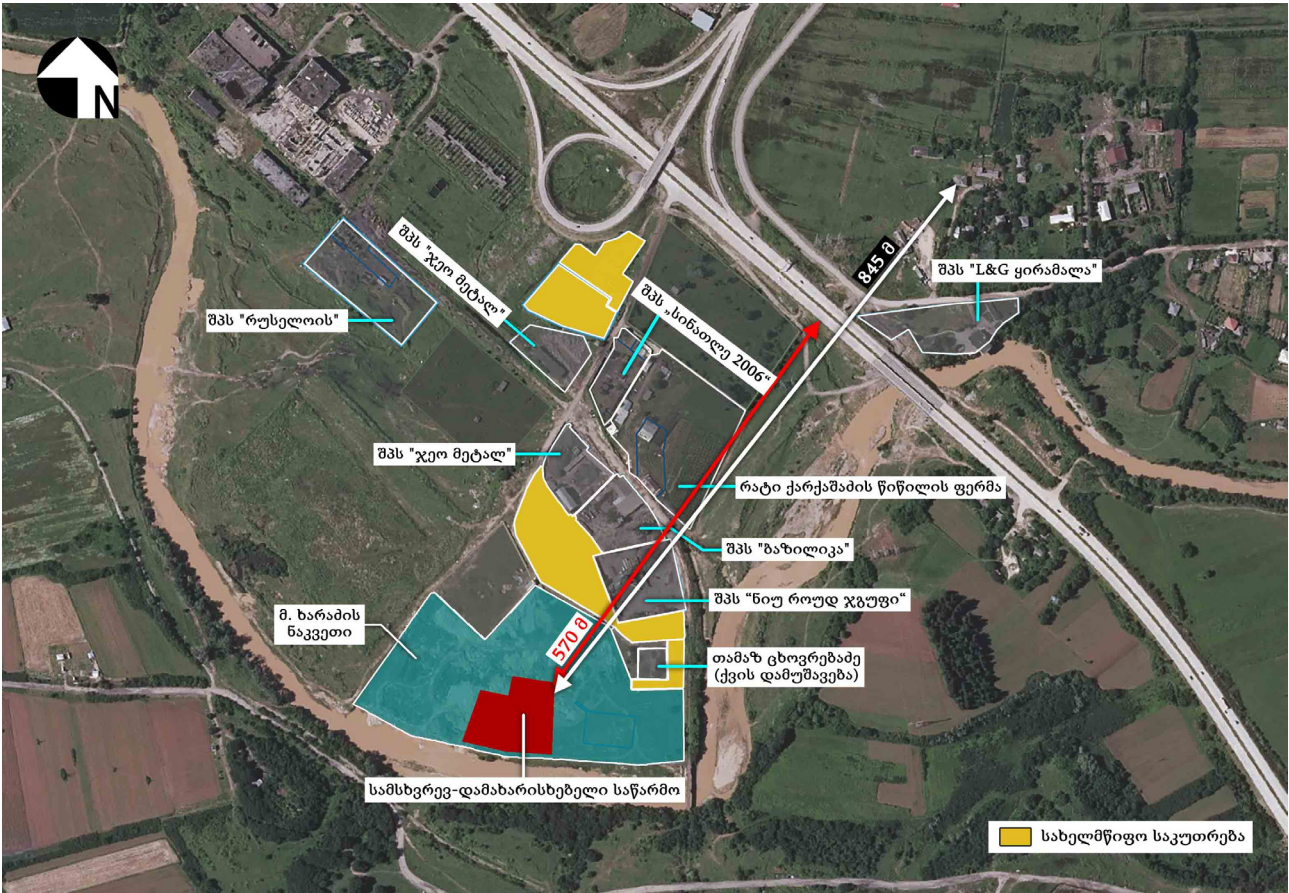 N
845 მ
შპს "ჯეო მეტალ"
შპს "L&G ყირამალა"
შპს „სინათლე 2006“
შპს "რუსელოის"
შპს "ჯეო მეტალ"
რატი ქარქაშაძის წიწილის ფერმა
შპს "ბაზილიკა"
შპს “ნიუ როუდ ჯგუფი“
მ. ხარაძის
ნაკვეთი
570 მ
თამაზ ცხოვრებაძე
(ქვის დამუშავება)
სამსხვრევ-დამახარისხებელი საწარმო
სახელმწიფო საკუთრება